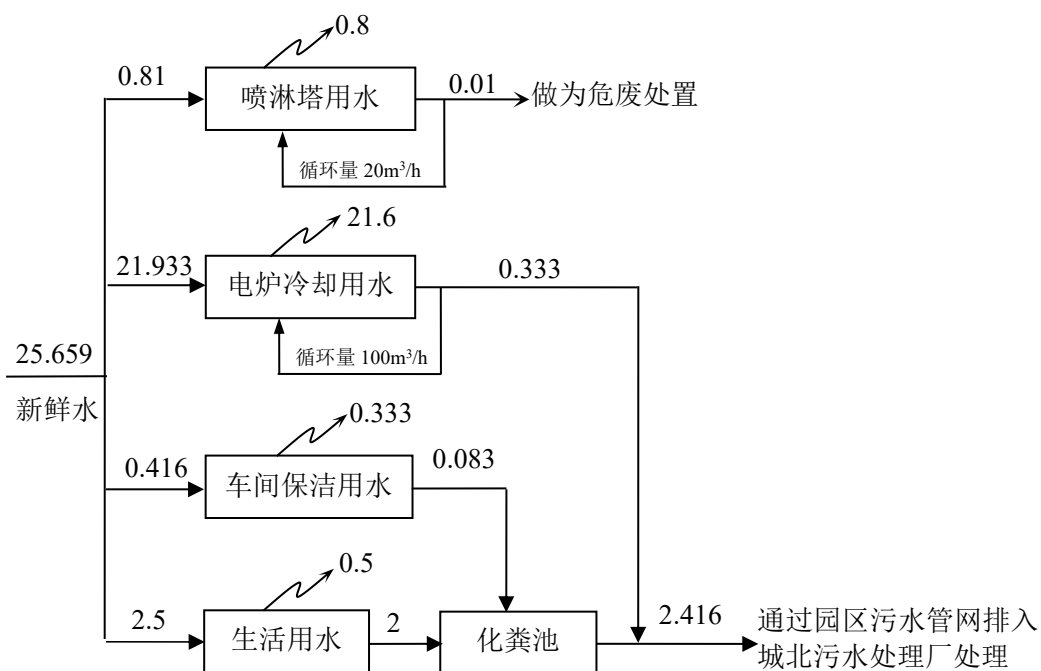 0.8
0.81
喷淋塔用水
0.01
做为危废处置
循环量 20m³/h
21.6
21.933
电炉冷却用水
0.333
循环量 100m³/h
25.659
新鲜水
0.333
0.416
车间保洁用水
0.083
0.5
2.5
生活用水
2
化粪池
2.416
通过园区污水管网排入
城北污水处理厂处理